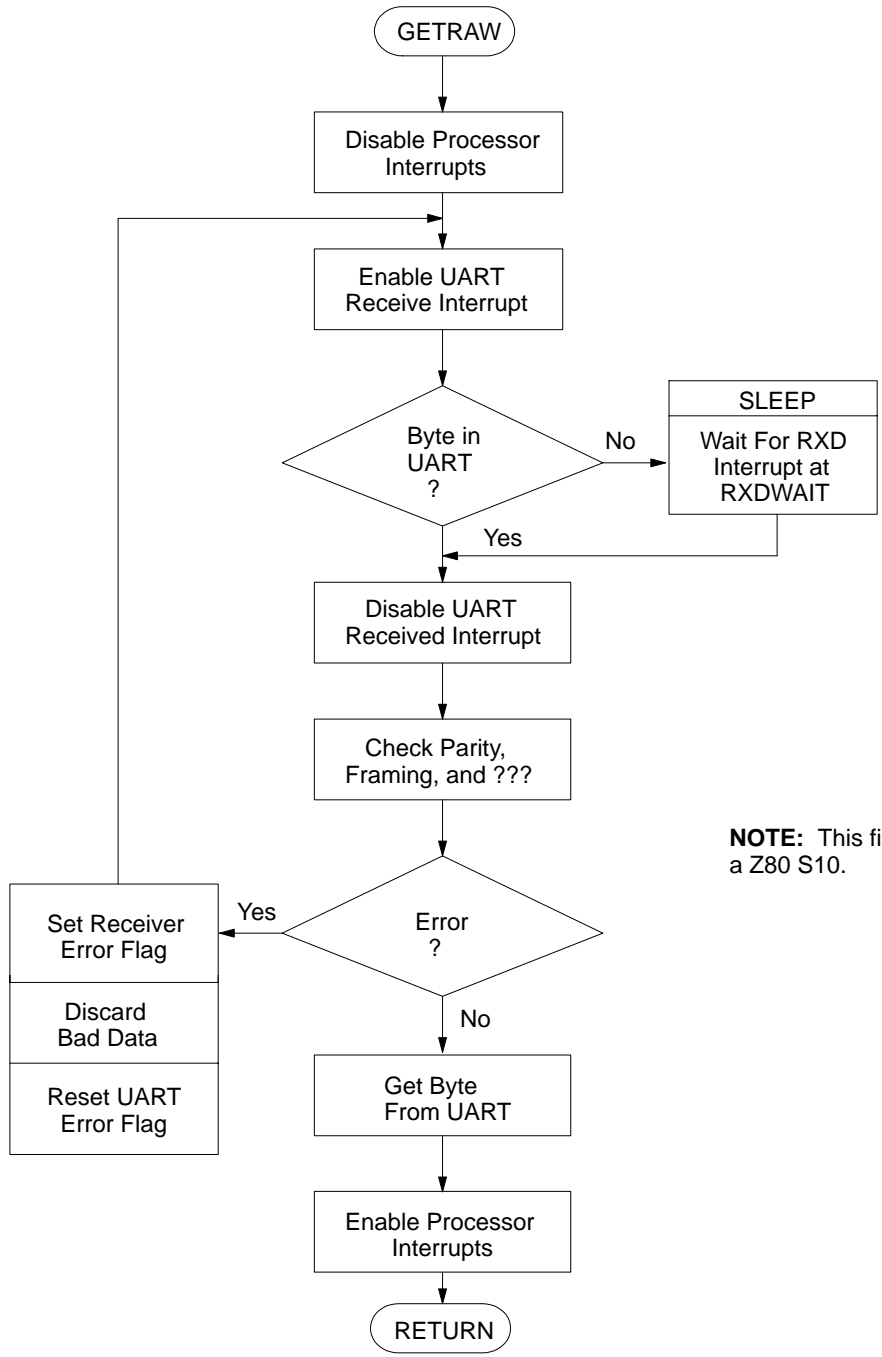 GETRAW
Disable Processor
Interrupts
Enable UART
Receive Interrupt
Byte in
UART
?
No
SLEEP
Wait For RXD
Interrupt at
RXDWAIT
Yes
Disable UART
Received Interrupt
Check Parity,
Framing, and ???
NOTE: This fi
a Z80 S10.
Error
?
Yes
Set Receiver
Error Flag
Discard
Bad Data
Reset UART
Error Flag
No
Get Byte
From UART
Enable Processor
Interrupts
RETURN